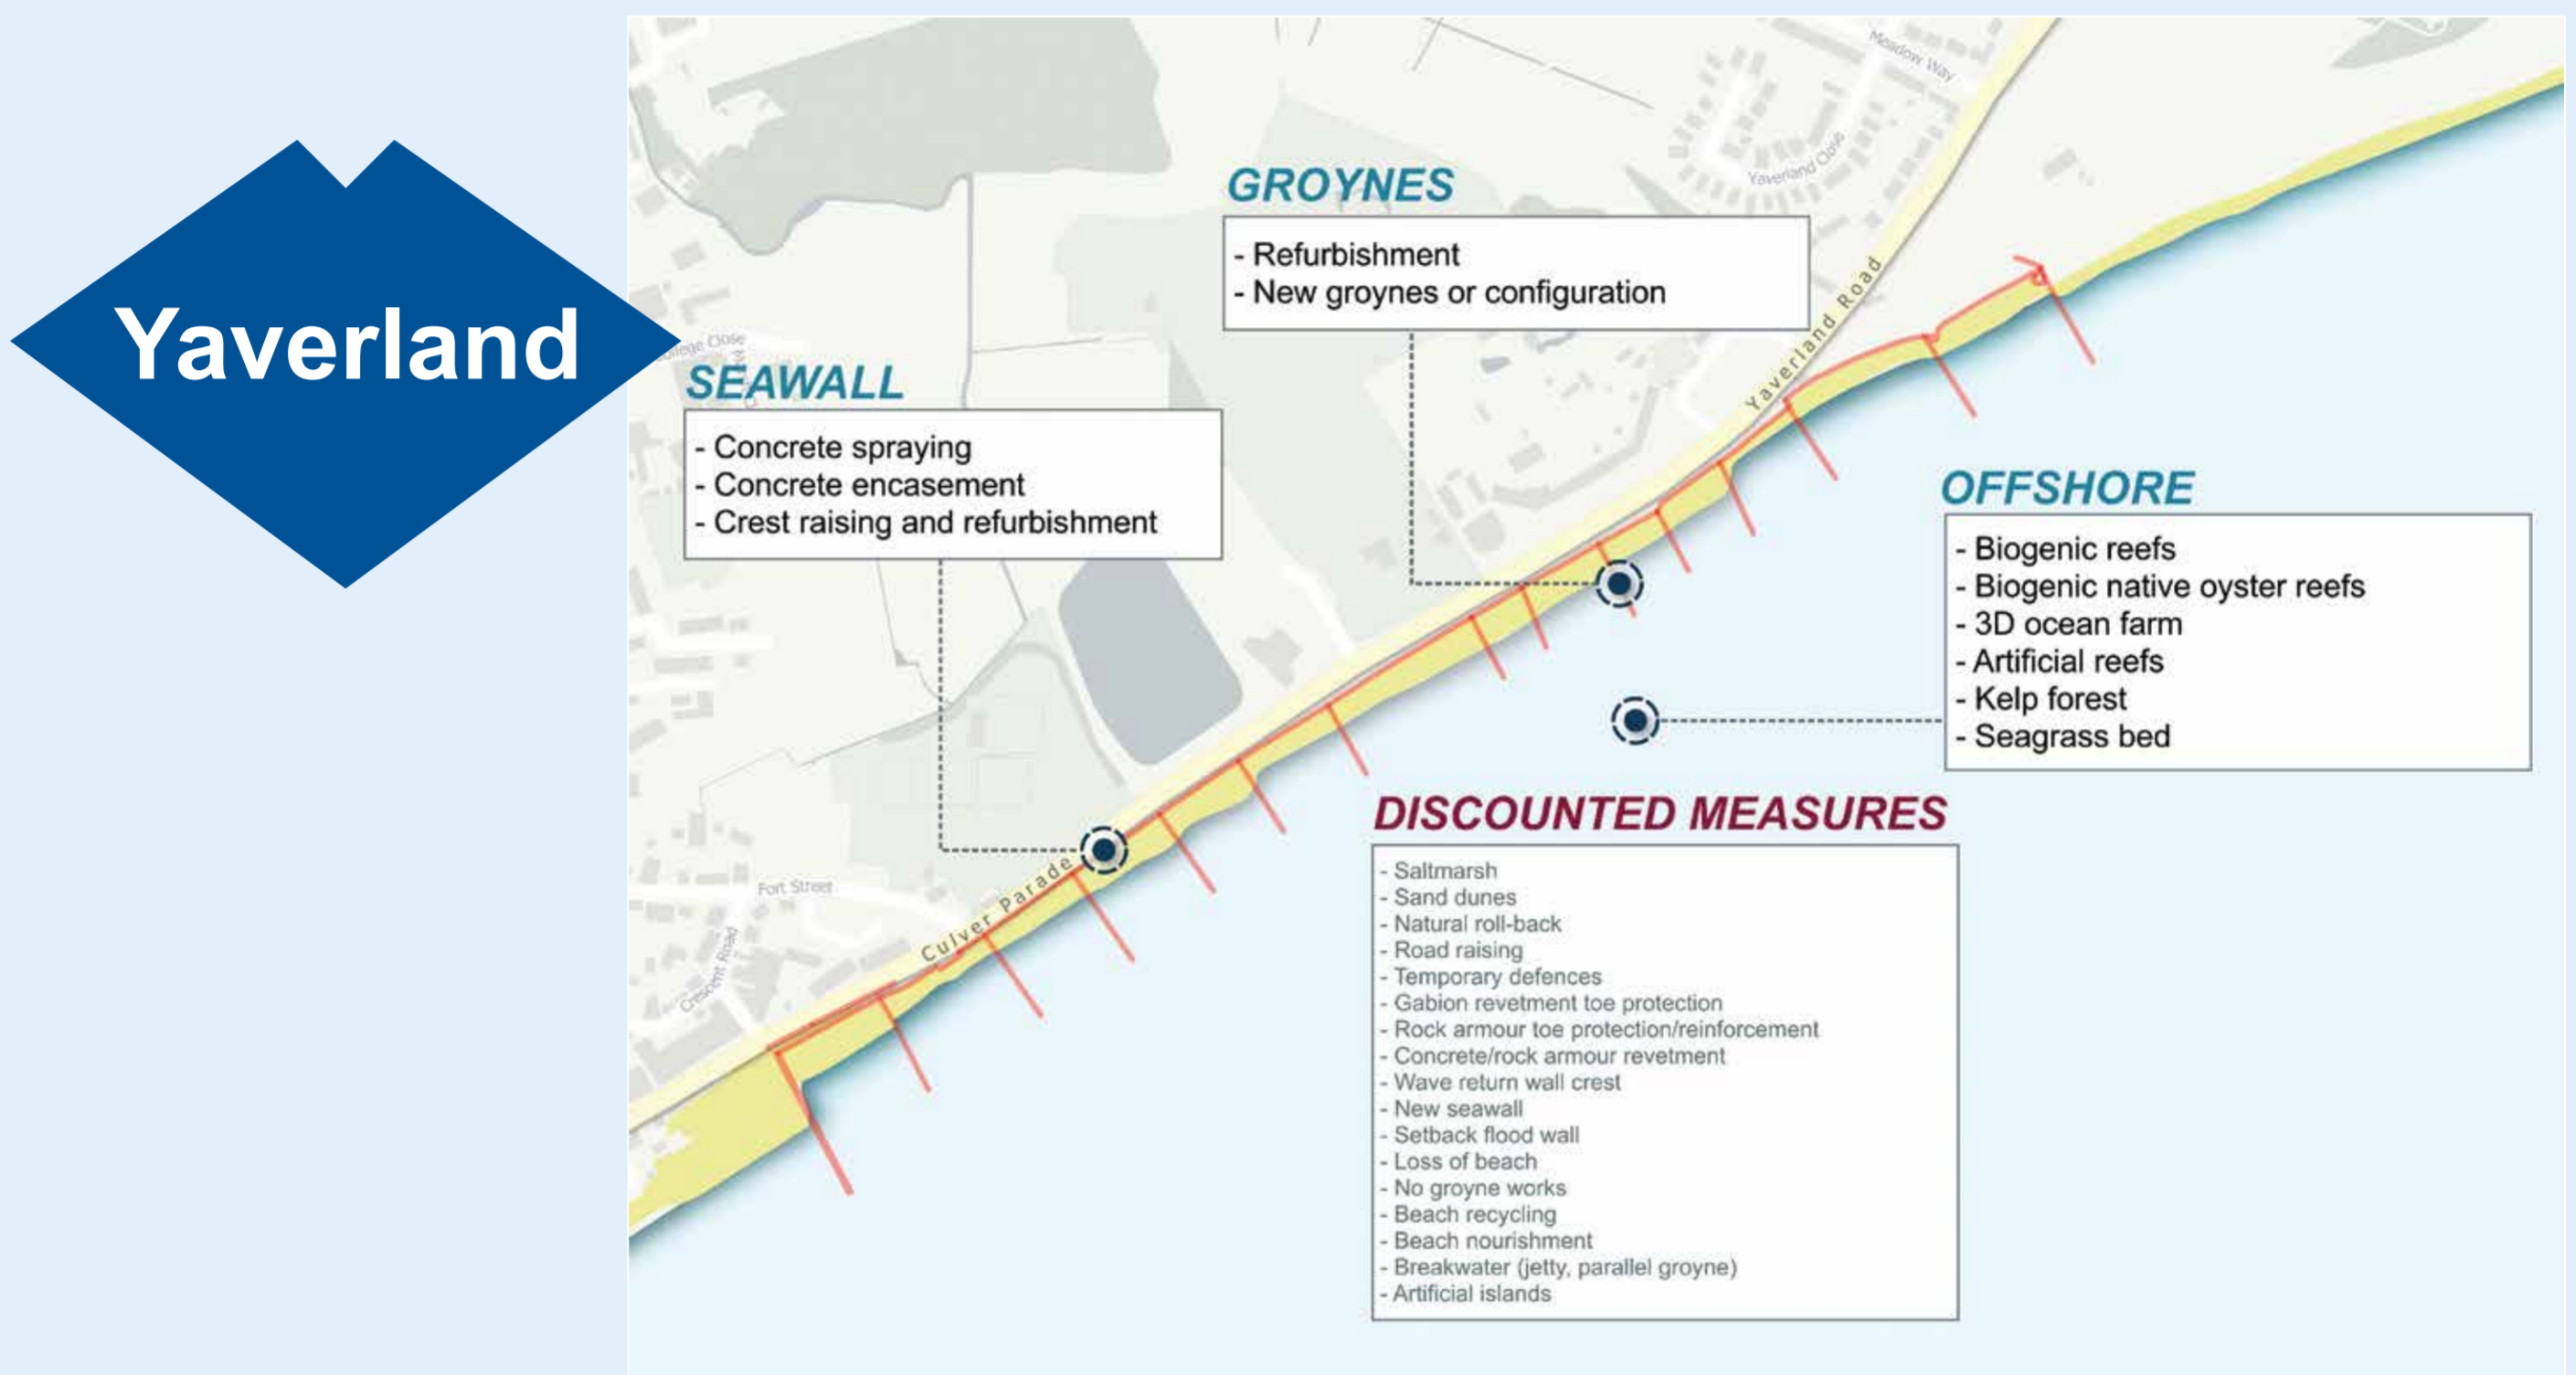 Yaverland
Meadow Way
Yaverland Close
GROYNES
- Refurbishment
- New groynes or configuration
Yaverland Road
Close
SEAWALL
- Concrete spraying
- Concrete encasement
- Crest raising and refurbishment
OFFSHORE
- Biogenic reefs
- Biogenic native oyster reefs
- 3D ocean farm
- Artificial reefs
- Kelp forest
- Seagrass bed
DISCOUNTED MEASURES
- Saltmarsh
- Sand dunes
- Natural roll-back
- Road raising
- Temporary defences
- Gabion revetment toe protection
- Rock armour toe protection/reinforcement
- Concrete/rock armour revetment
- Wave return wall crest
- New seawall
- Setback flood wall
- Loss of beach
- No groyne works
- Beach recycling
- Beach nourishment
- Breakwater (jetty, parallel groyne)
- Artificial islands
Culver Parade
Fort Street
Crescent Road